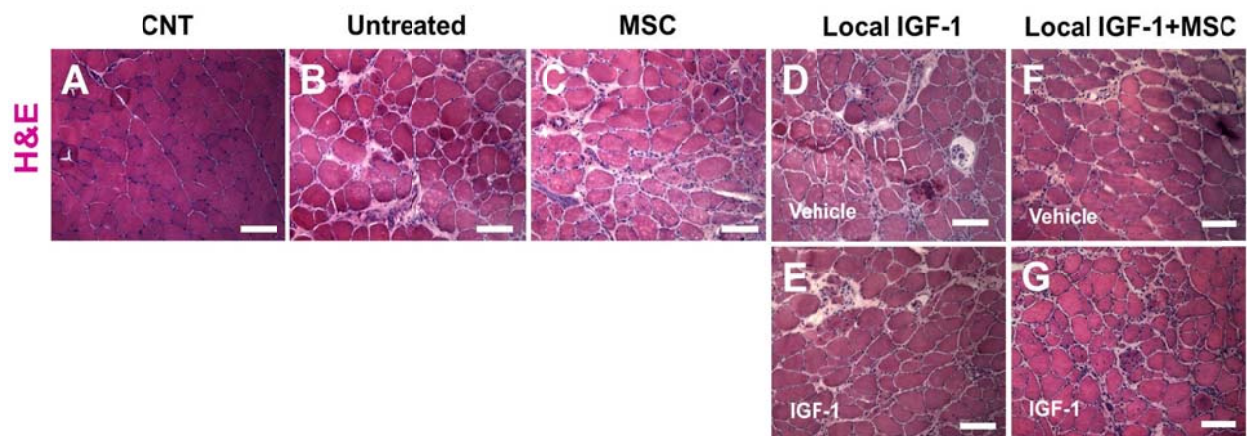 CNT Untreated MSC Local IGF-1 Local IGF-1+MSC
H&E
A B C D F
Vehicle Vehicle
E G
IGF-1 IGF-1